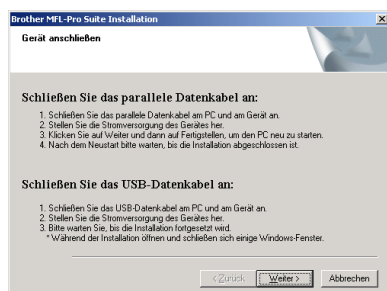 Brother MFL-Pro Suite Installation
Gerät anschließen
Schließen Sie das parallele Datenkabel an:
1. Schließen Sie das parallele Datenkabel am PC und am Gerät an.
2. Stellen Sie die Stromversorgung des Gerätes her.
3. Klicken Sie auf Weiter und dann auf Fertigstellen, um den PC neu zu starten.
4. Nach dem Neustart bitte warten, bis die Installation abgeschlossen ist.
Schließen Sie das USB-Datenkabel an:
1. Schließen Sie das USB-Datenkabel am PC und am Gerät an.
2. Stellen Sie die Stromversorgung des Gerätes her.
3. Bitte warten Sie, bis die Installation fortgesetzt wird.
* Während der Installation öffnen und schließen sich einige Windows-Fenster.
< Zurück Weiter > Abbrechen